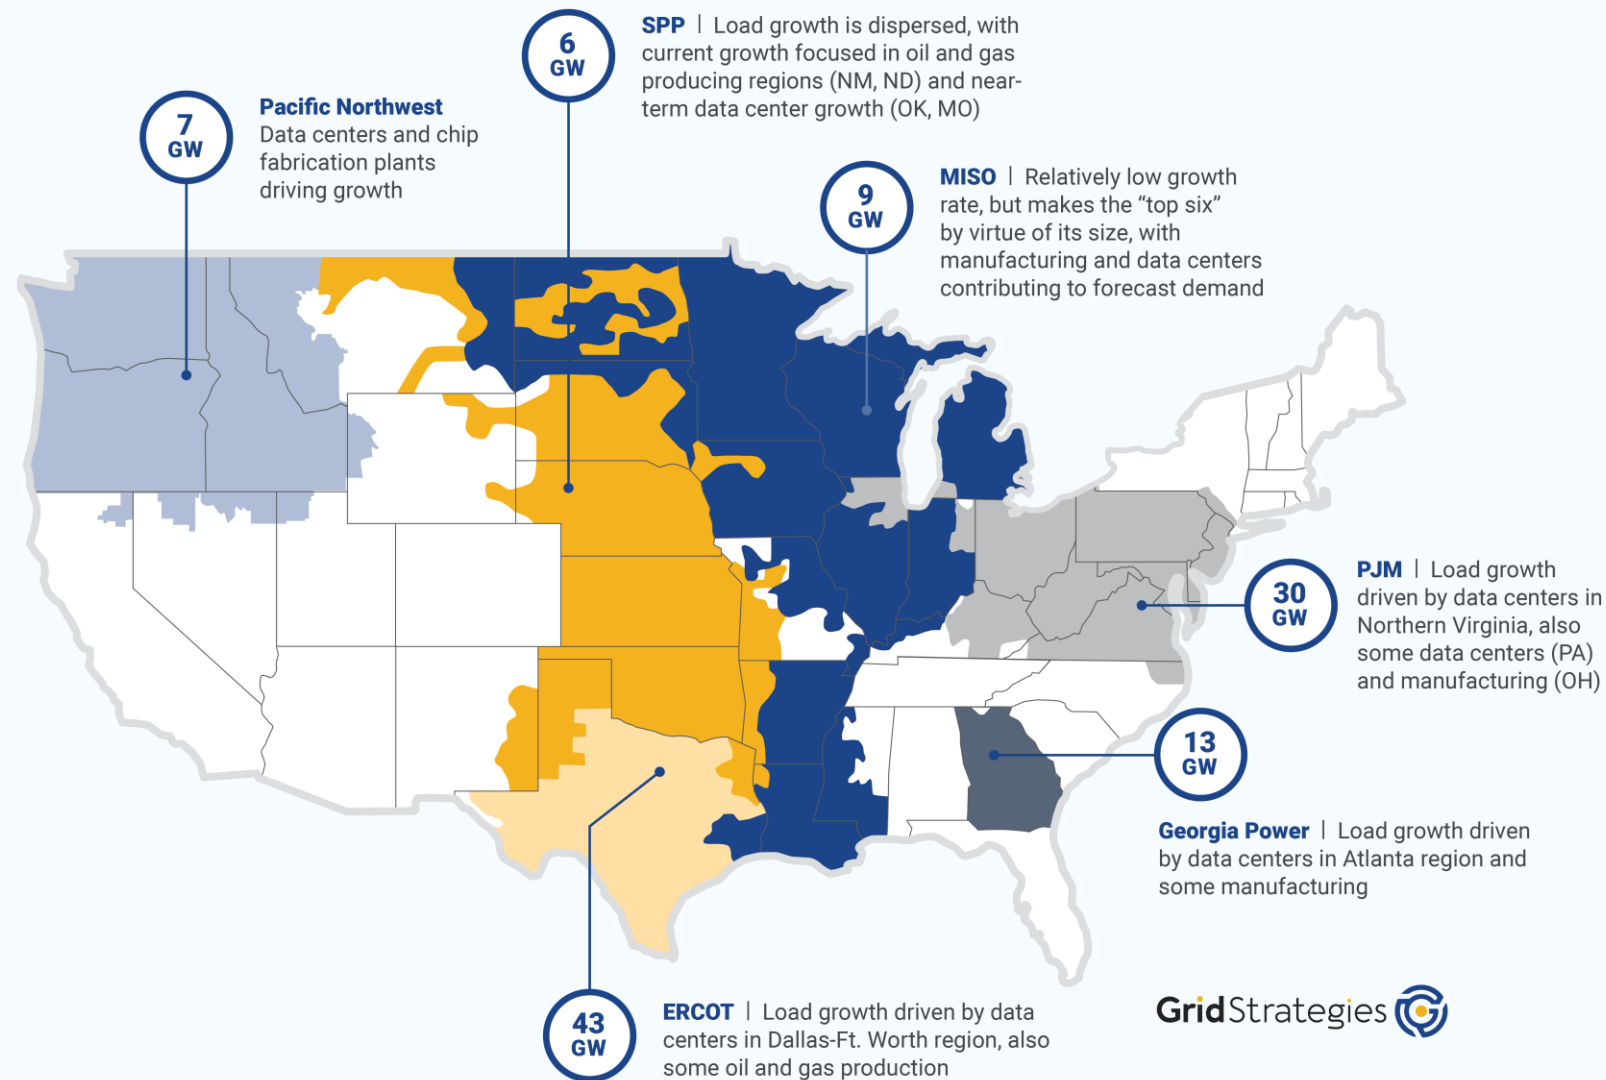 6
GW
SPP | Load growth is dispersed, with
current growth focused in oil and gas
producing regions (NM, ND) and near-
term data center growth (OK, MO)
7
GW
Pacific Northwest
Data centers and chip
fabrication plants
driving growth
9
GW
MISO | Relatively low growth
rate, but makes the “top six”
by virtue of its size, with
manufacturing and data centers
contributing to forecast demand
30
GW
PJM | Load growth
driven by data centers in
Northern Virginia, also
some data centers (PA)
and manufacturing (OH)
13
GW
Georgia Power | Load growth driven
by data centers in Atlanta region and
some manufacturing
43
GW
ERCOT | Load growth driven by data
centers in Dallas-Ft. Worth region, also
some oil and gas production
GridStrategies